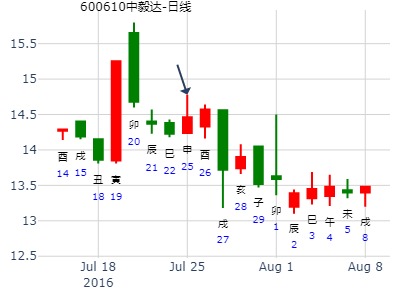 600610中毅达-日线
15.5
15
14.5
14
13.5
13
12.5
酉
14
戌
15
丑
18
寅
19
卯
20
辰
21
巳
22
申
25
酉
26
戌
27
亥
28
子
29
卯
1
辰
2
巳
3
午
4
未
5
戌
8
Jul 18
2016
Jul 25
Aug 1
Aug 8